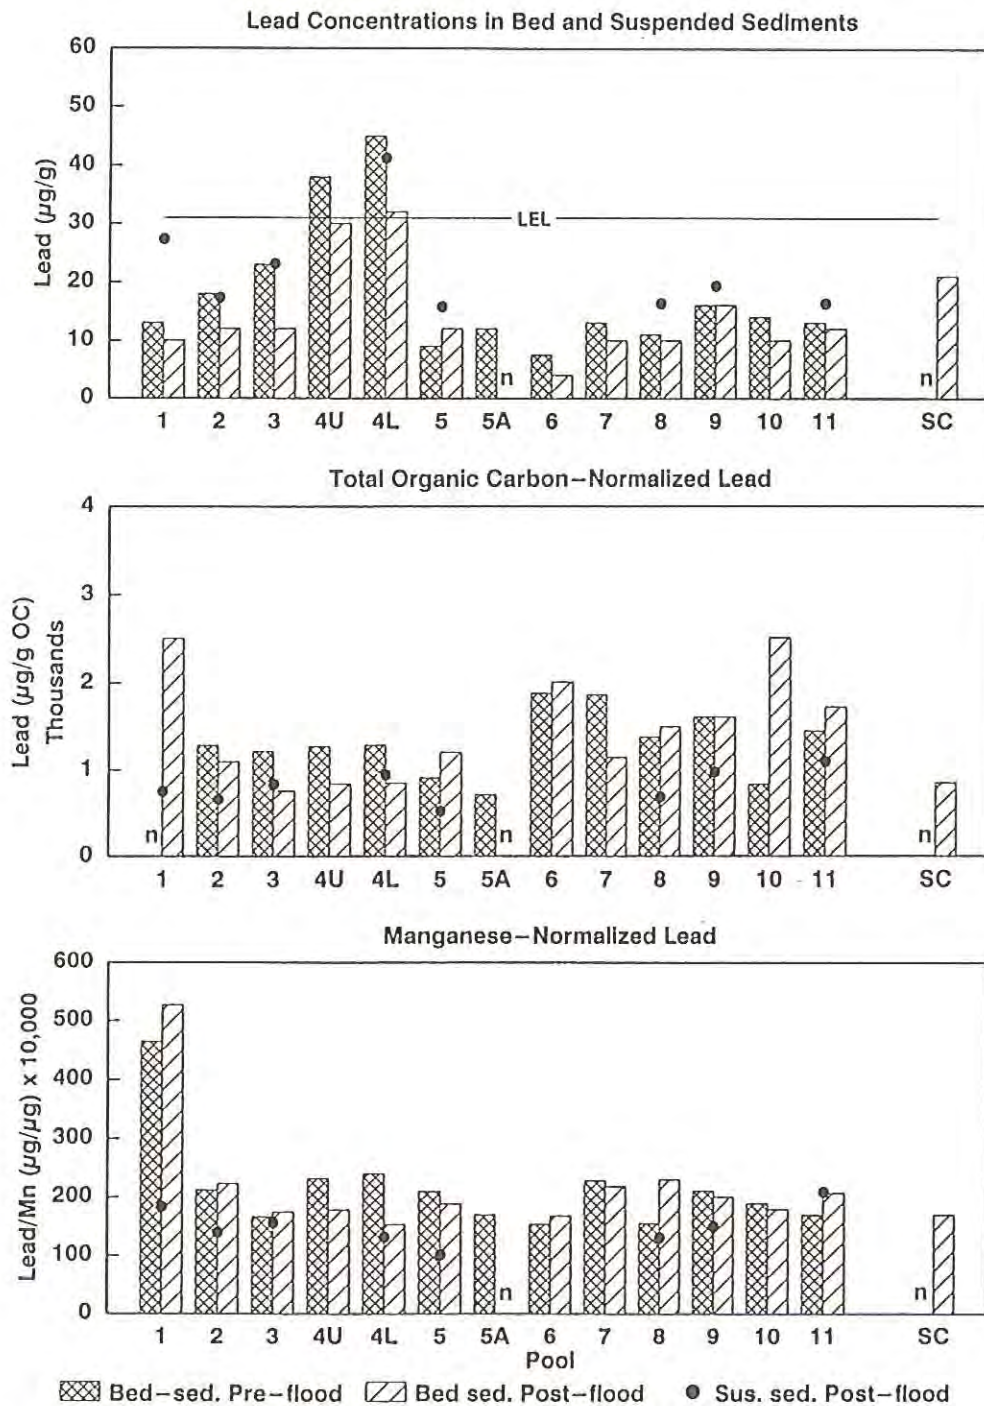 Lead Concentrations in Bed and Suspended Sediments
Lead (µg/g)
60
50
40
30
20
10
0
LEL
n
n
1 2 3 4U 4L 5 5A 6 7 8 9 10 11 SC
Total Organic Carbon–Normalized Lead
Lead (µg/g OC)
Thousands
4
3
2
1
0
n
n
n
1 2 3 4U 4L 5 5A 6 7 8 9 10 11 SC
Manganese–Normalized Lead
Lead/Mn (µg/µg) x 10,000
600
500
400
300
200
100
0
n
n
1 2 3 4U 4L 5 5A 6 7 8 9 10 11 SC
Pool
Bed–sed. Pre–flood Bed sed. Post–flood Sus. sed. Post–flood